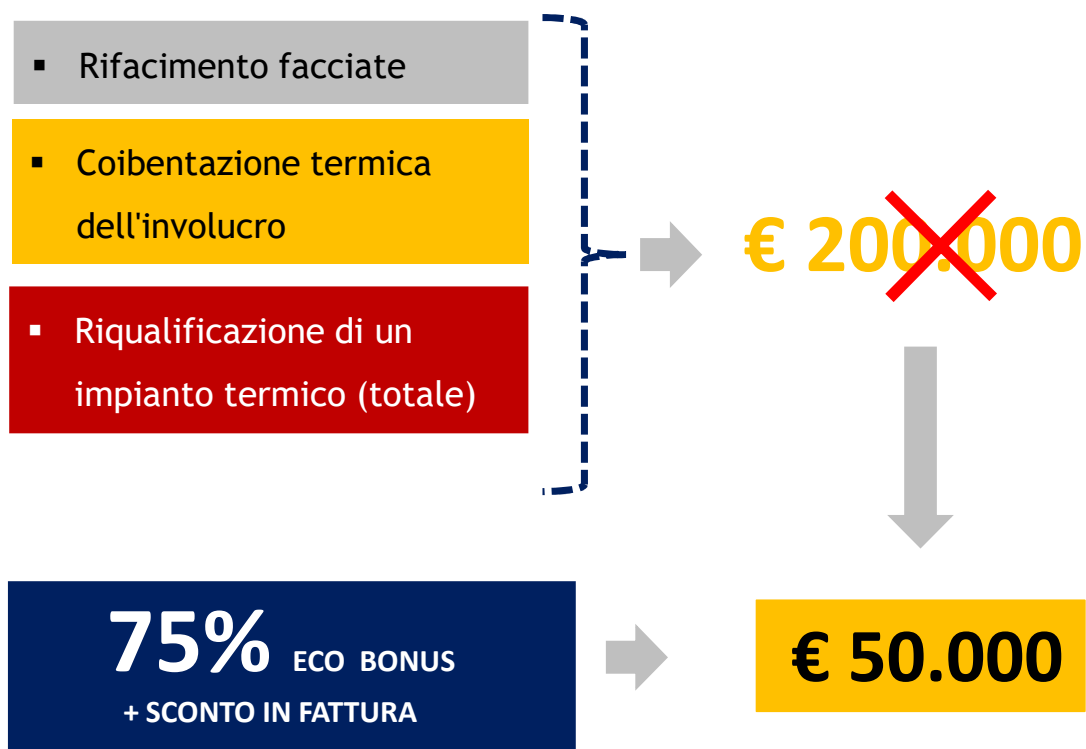 ▪ Rifacimento facciate
▪ Coibentazione termica
dell'involucro
▪ Riqualificazione di un
impianto termico (totale)
€ 200.000
75% ECO BONUS
+ SCONTO IN FATTURA
€ 50.000